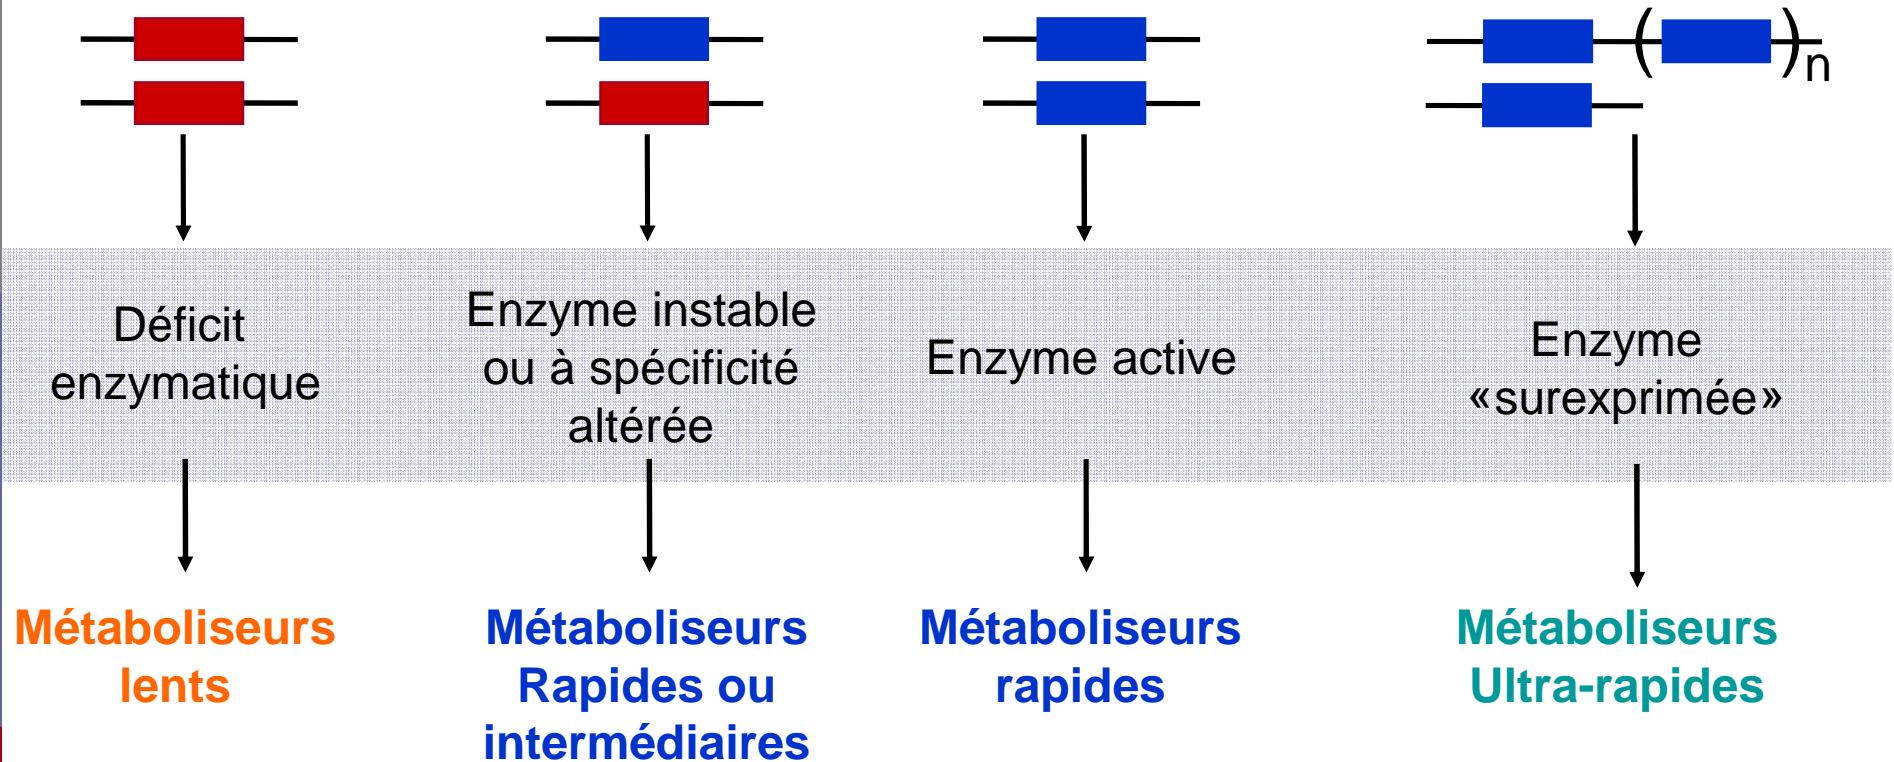 ( )n
Déficit
enzymatique
Enzyme instable
ou à spécificité
altérée
Enzyme active
Enzyme
«surexprimée»
Métaboliseurs
lents
Métaboliseurs
Rapides ou
intermédiaires
Métaboliseurs
rapides
Métaboliseurs
Ultra-rapides